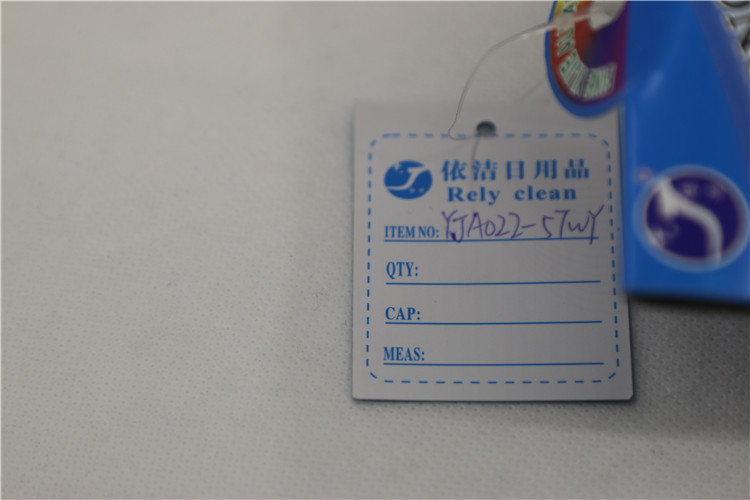 依洁日用品
Rely clean
ITEM NO: YJA022-57WY
QTY:
CAP:
MEAS: